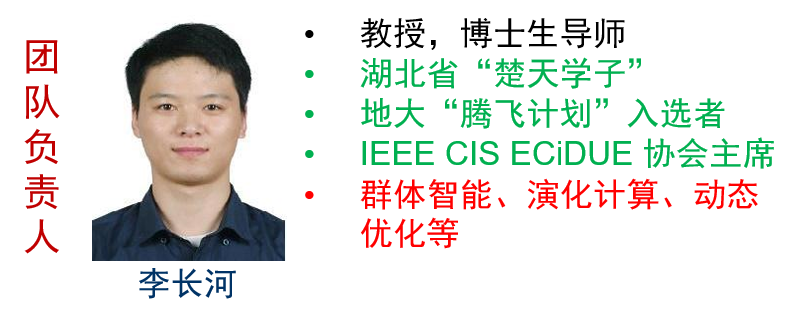 团队负责人
李长河
• 教授，博士生导师
• 湖北省“楚天学子”
• 地大“腾飞计划”入选者
• IEEE CIS ECiDUE 协会主席
• 群体智能、演化计算、动态
优化等